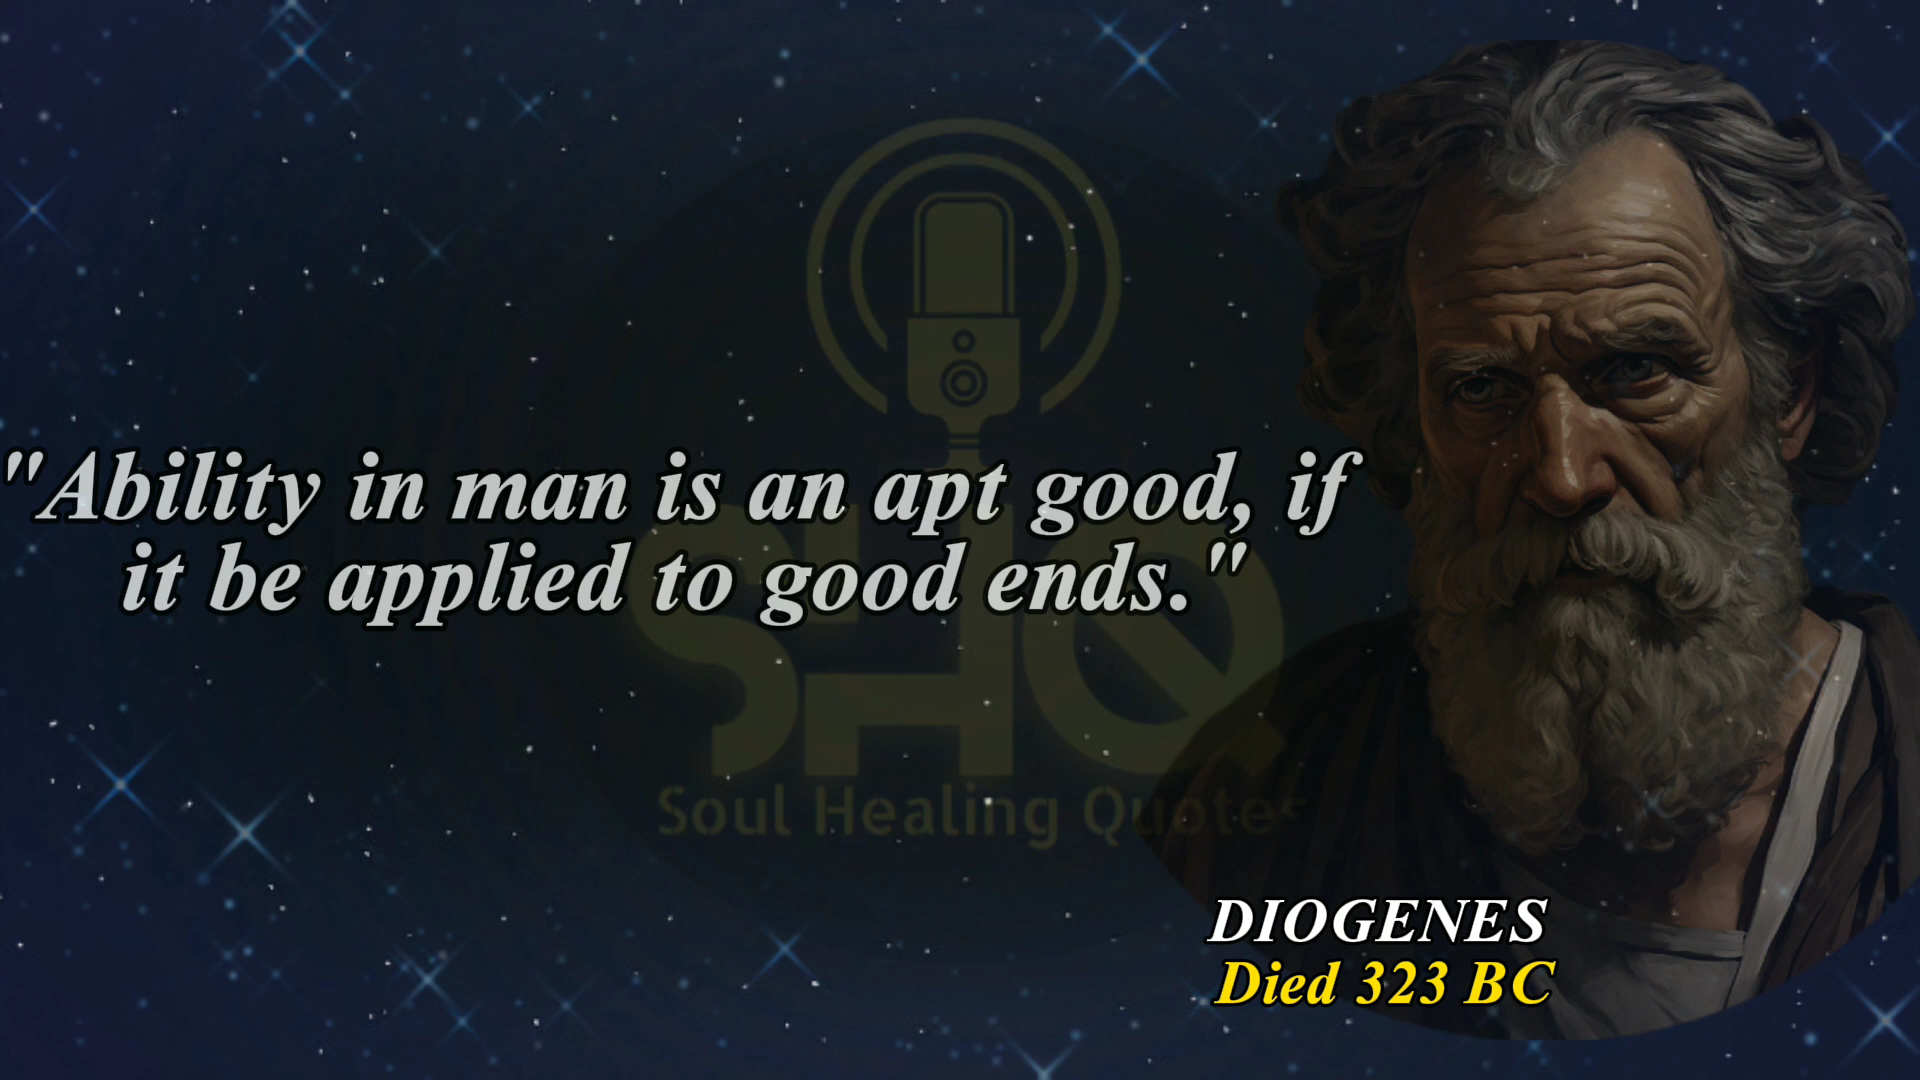 "Ability in man is an apt good, if
it be applied to good ends."
SHQ
Soul Healing Quotes
DIOGENES
Died 323 BC